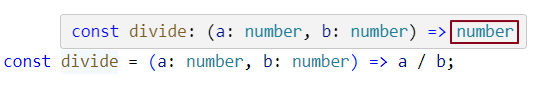 const divide: (a: number, b: number) => number
const divide = (a: number, b: number) => a / b;